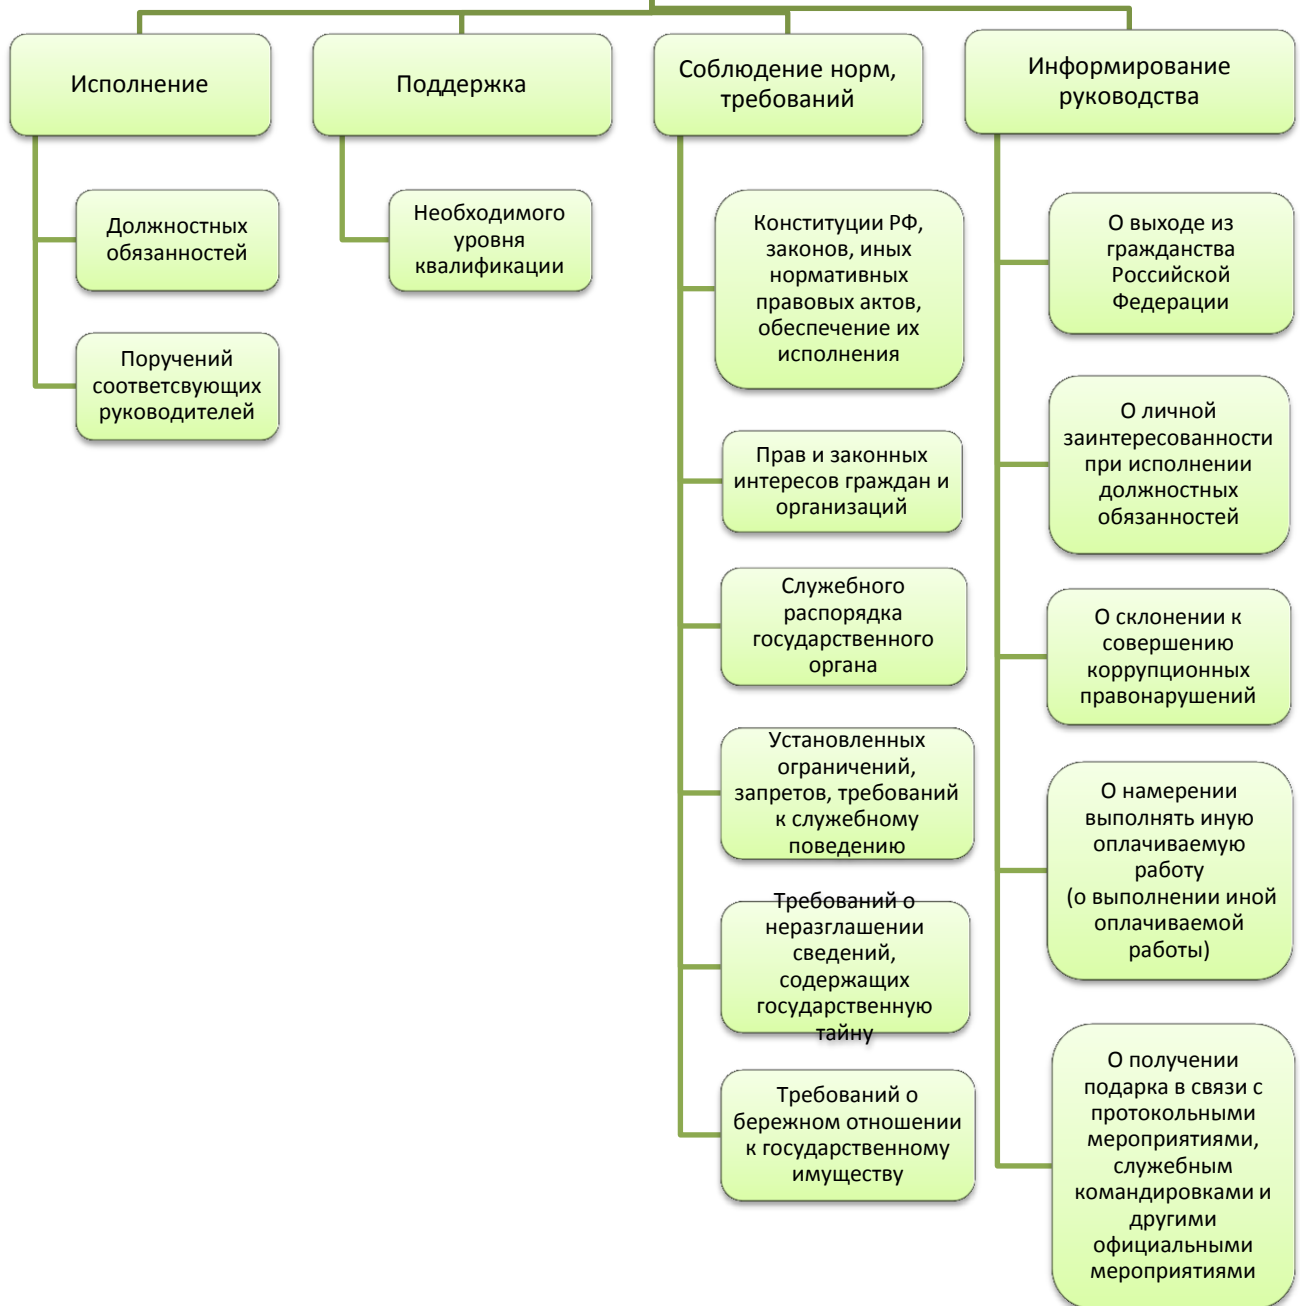 Исполнение
Должностных
обязанностей
Поручений
соответсвующих
руководителей
Поддержка
Необходимого
уровня
квалификации
Соблюдение норм,
требований
Конституции РФ,
законов, иных
нормативных
правовых актов,
обеспечение их
исполнения
Прав и законных
интересов граждан и
организаций
Служебного
распорядка
государственного
органа
Установленных
ограничений,
запретов, требований
к служебному
поведению
Требований о
неразглашении
сведений,
содержащих
государственную
тайну
Требований о
бережном отношении
к государственному
имуществу
Информирование
руководства
О выходе из
гражданства
Российской
Федерации
О личной
заинтересованности
при исполнении
должностных
обязанностей
О склонении к
совершению
коррупционных
правонарушений
О намерении
выполнять иную
оплачиваемую
работу
(о выполнении иной
оплачиваемой
работы)
О получении
подарка в связи с
протокольными
мероприятиями,
служебным
командировками и
другими
официальными
мероприятиями